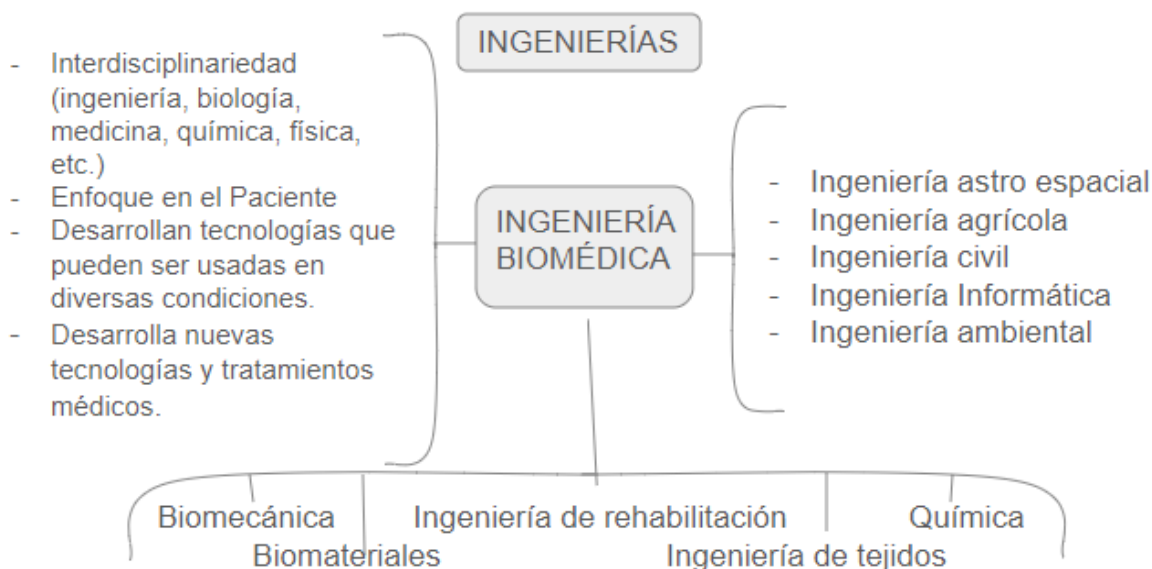 INGENIERÍAS
- Interdisciplinariedad
(ingeniería, biología,
medicina, química, física,
etc.)
- Enfoque en el Paciente
- Desarrollan tecnologías que
pueden ser usadas en
diversas condiciones.
- Desarrolla nuevas
tecnologías y tratamientos
médicos.
INGENIERÍA
BIOMÉDICA
- Ingeniería astro espacial
- Ingeniería agrícola
- Ingeniería civil
- Ingeniería Informática
- Ingeniería ambiental
Biomecánica
Biomateriales
Ingeniería de rehabilitación
Ingeniería de tejidos
Química